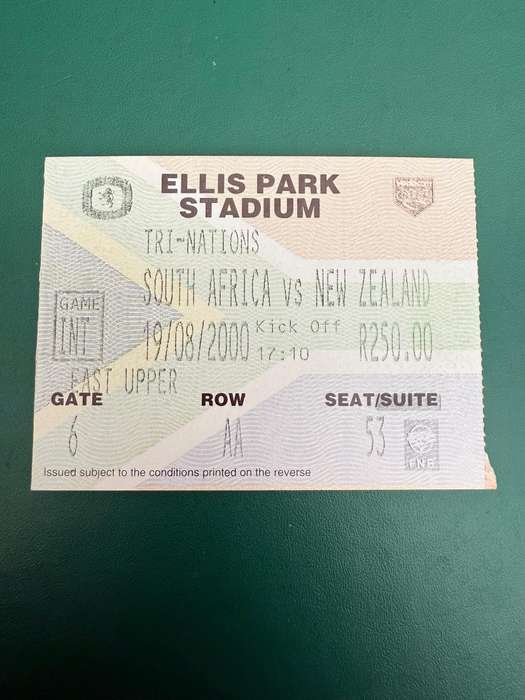 ELLIS PARK
STADIUM
TRI-NATIONS
SOUTH AFRICA vs NEW ZEALAND
GAME
INT
19/08/2000 Kick Off 17:10 R250.00
EAST UPPER
GATE ROW SEAT/SUITE
6 AA 53
FNB
Issued subject to the conditions printed on the reverse